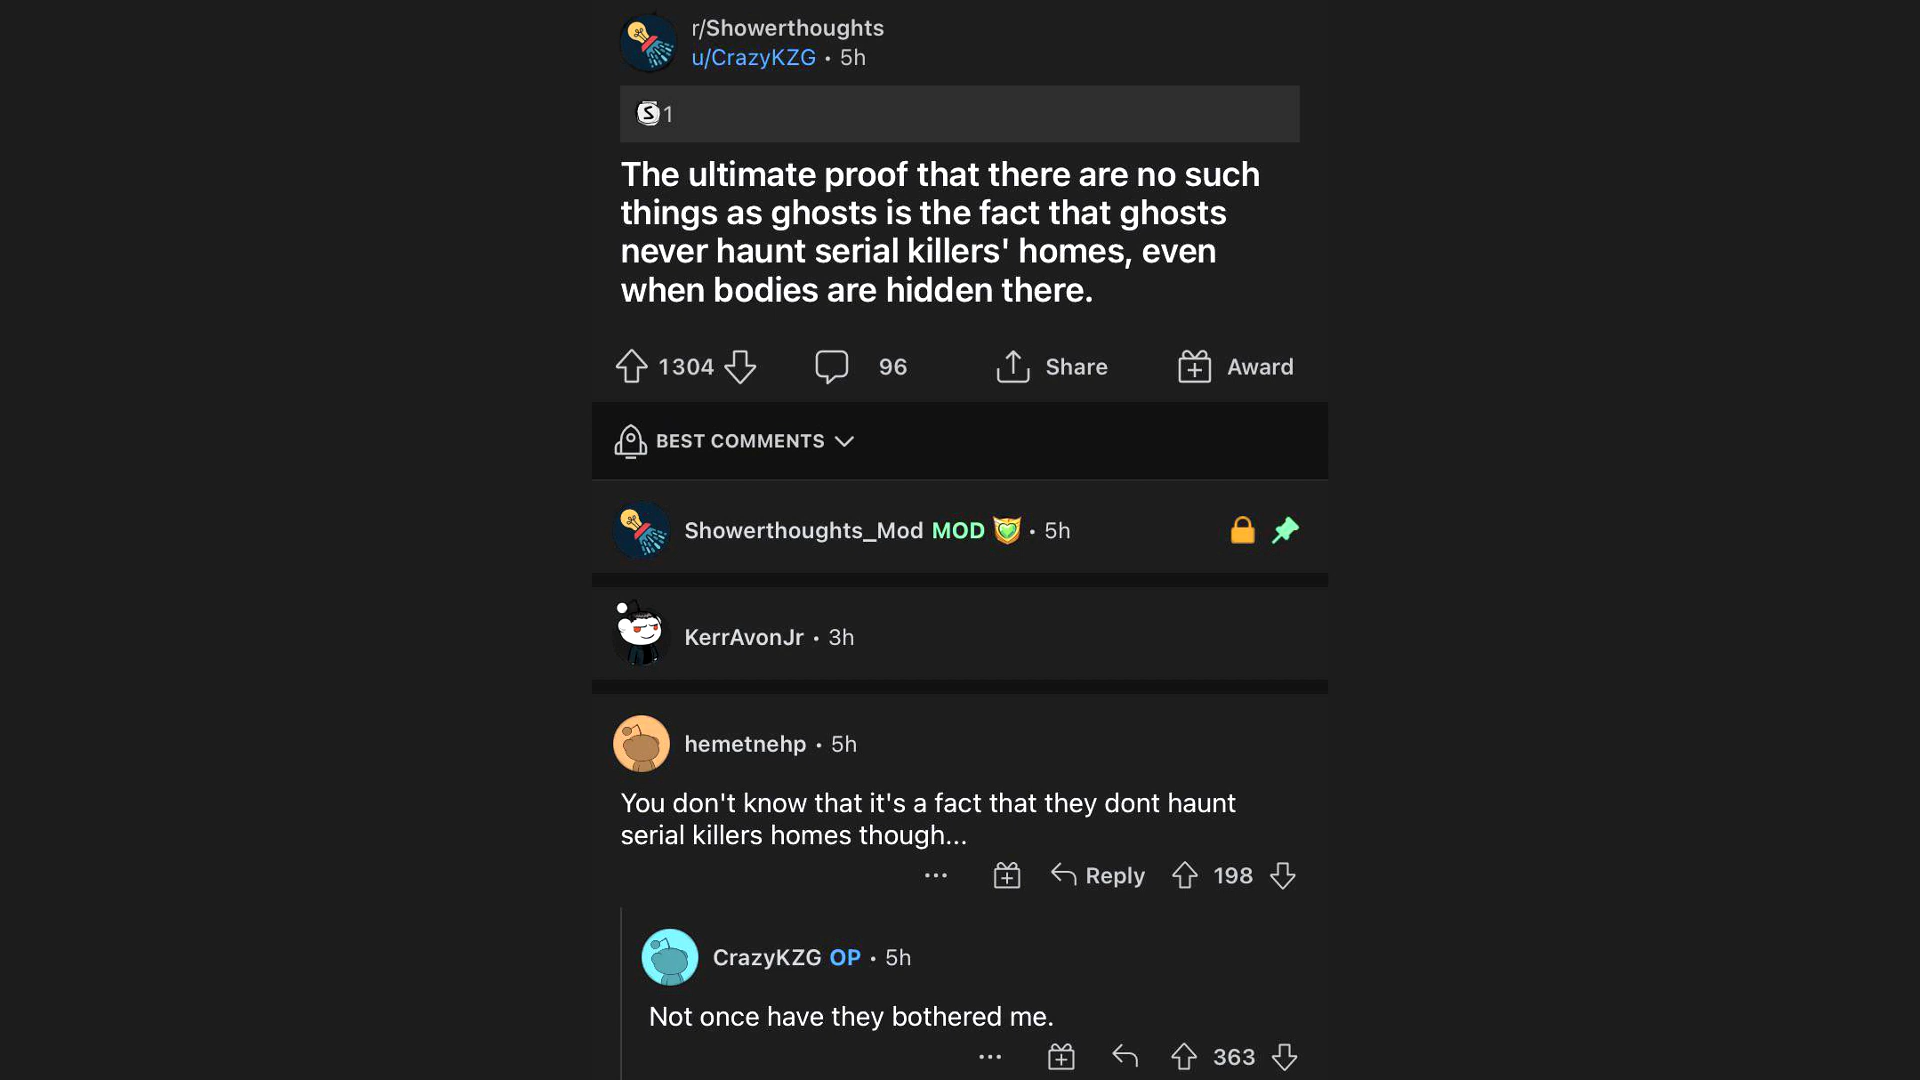 r/Showerthoughts
u/CrazyKZG • 5h
S 1
The ultimate proof that there are no such
things as ghosts is the fact that ghosts
never haunt serial killers' homes, even
when bodies are hidden there.
1304 96 Share Award
BEST COMMENTS
Showerthoughts_Mod MOD • 5h
KerrAvonJr • 3h
hemetnehp • 5h
You don't know that it's a fact that they dont haunt
serial killers homes though...
... Reply 198
CrazyKZG OP • 5h
Not once have they bothered me.
... 363